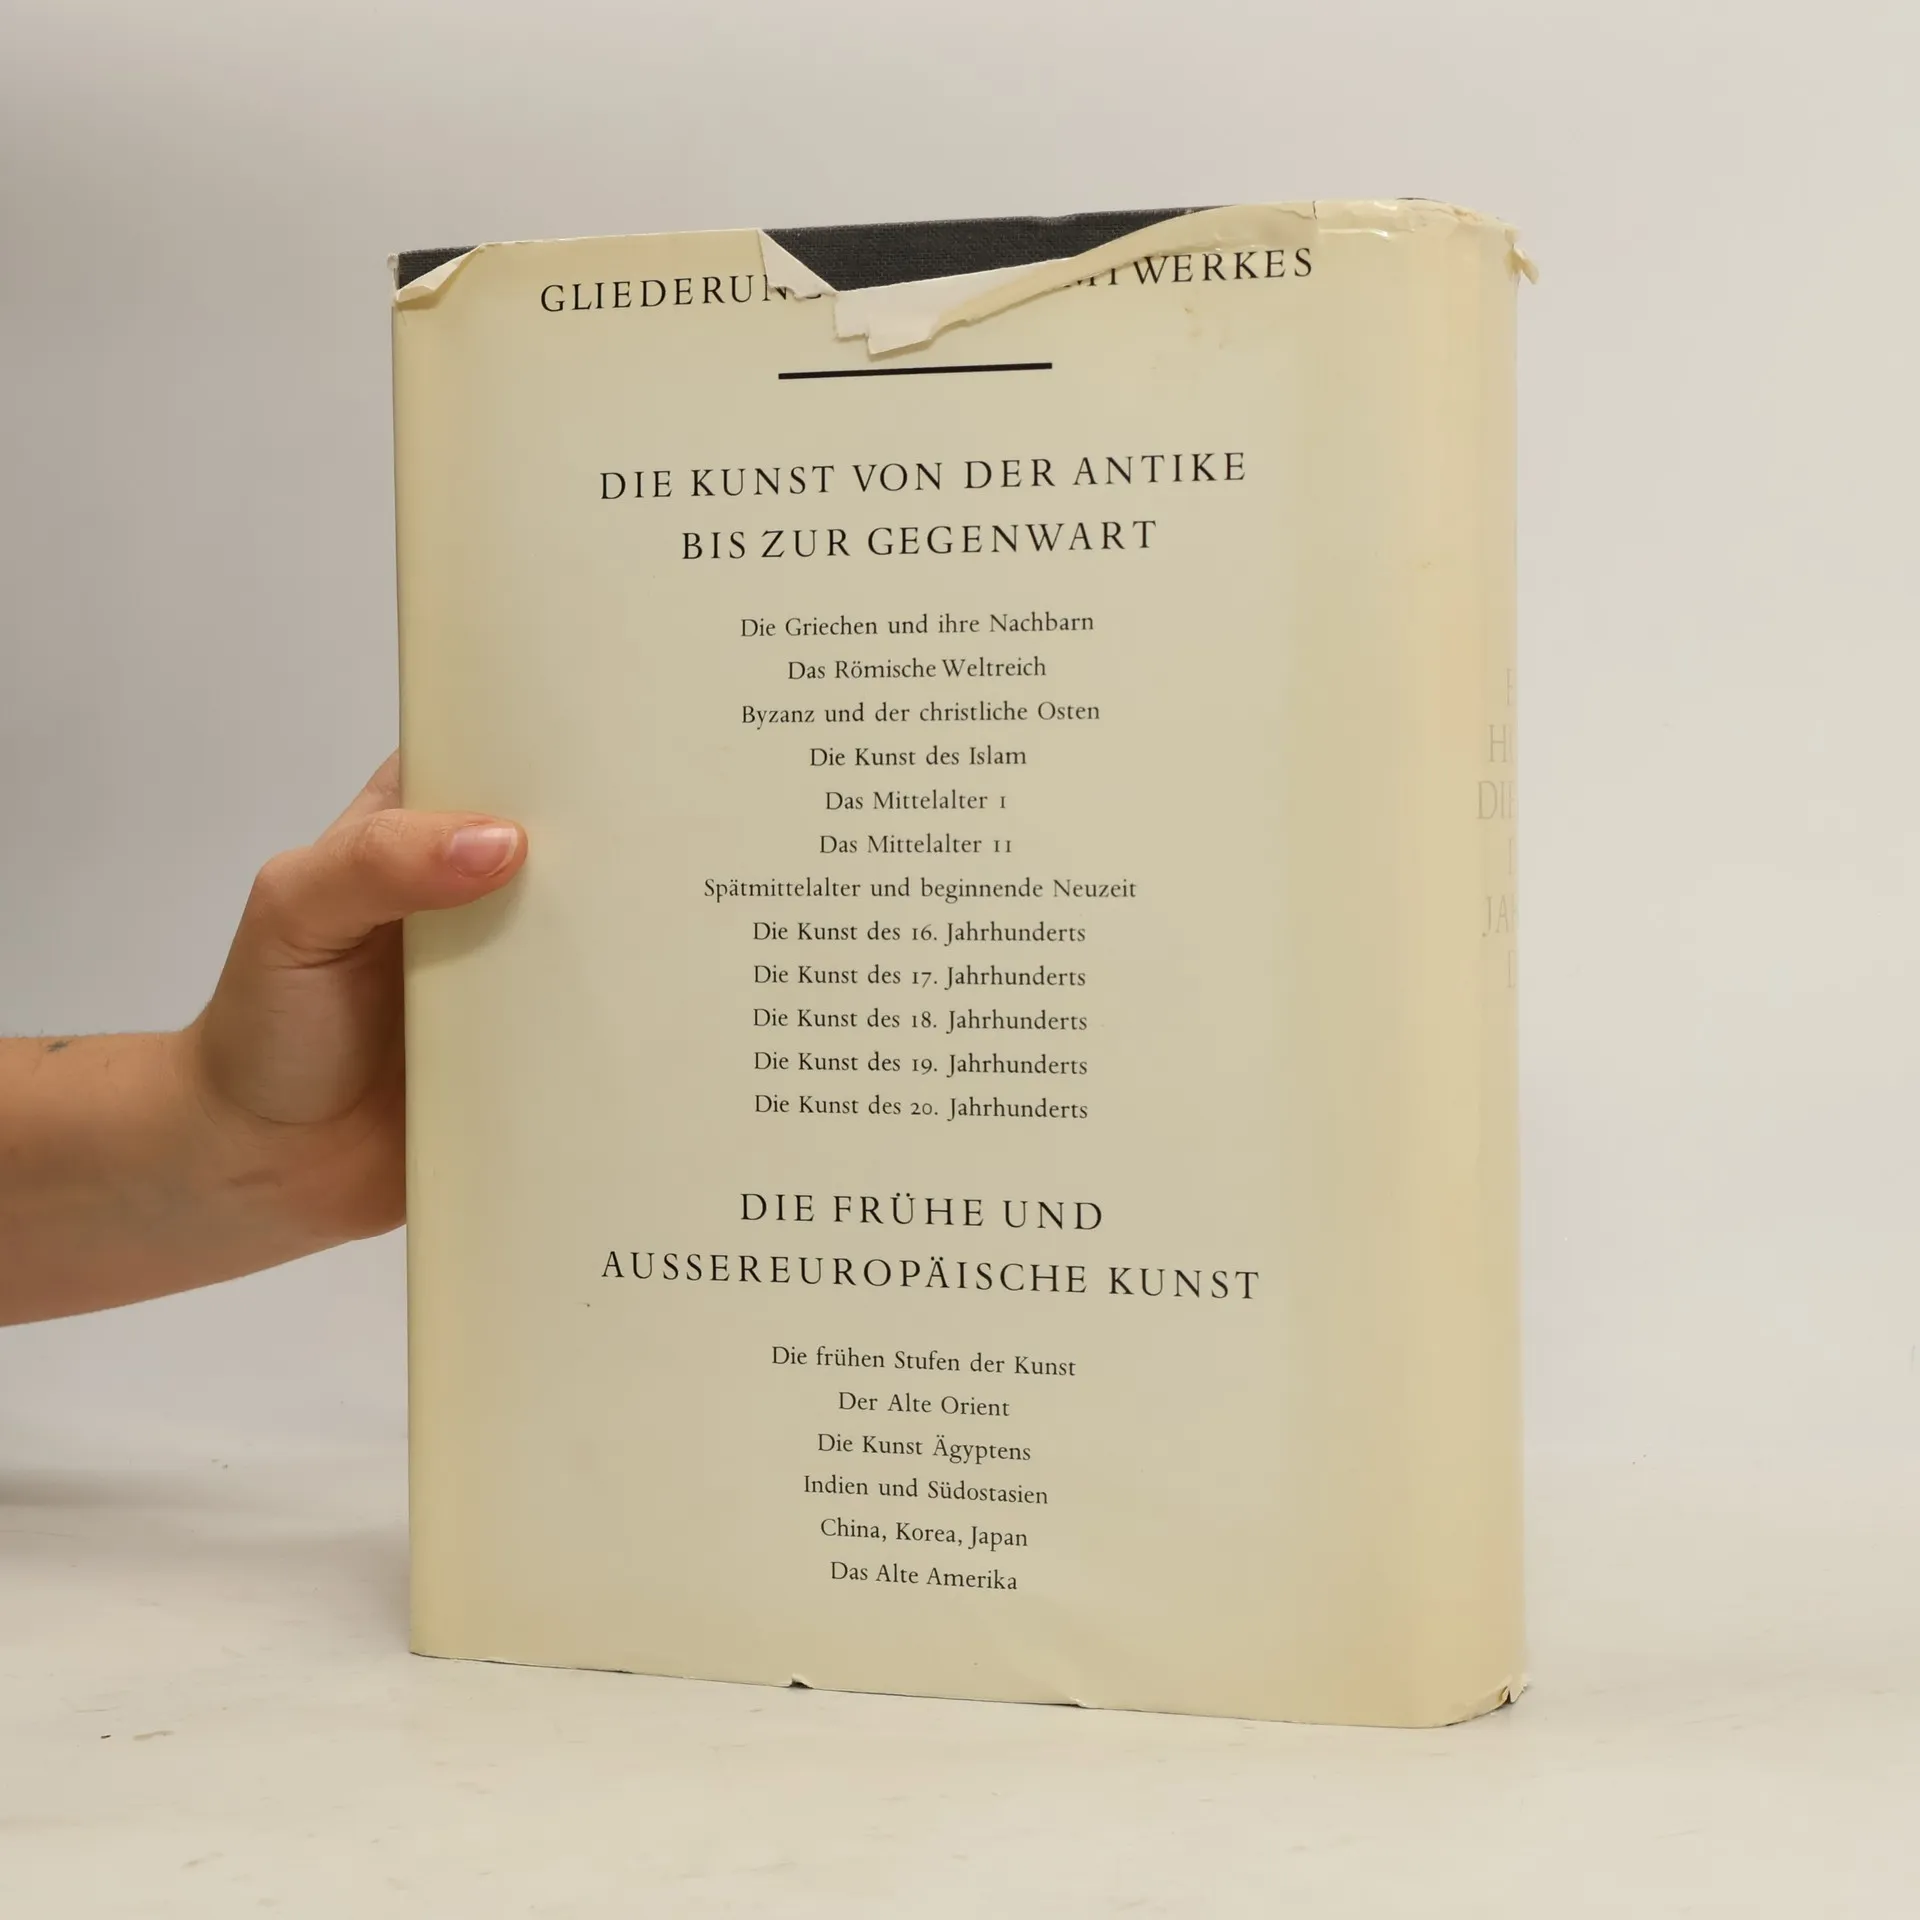 GLIEDERUN
WERKES
DIE KUNST VON DER ANTIKE
BIS ZUR GEGENWART
Die Griechen und ihre Nachbarn
Das Römische Weltreich
Byzanz und der christliche Osten
Die Kunst des Islam
Das Mittelalter I
Das Mittelalter II
Spätmittelalter und beginnende Neuzeit
Die Kunst des 16. Jahrhunderts
Die Kunst des 17. Jahrhunderts
Die Kunst des 18. Jahrhunderts
Die Kunst des 19. Jahrhunderts
Die Kunst des 20. Jahrhunderts
DIE FRÜHE UND
AUSSEREUROPÄISCHE KUNST
Die frühen Stufen der Kunst
Der Alte Orient
Die Kunst Ägyptens
Indien und Südostasien
China, Korea, Japan
Das Alte Amerika